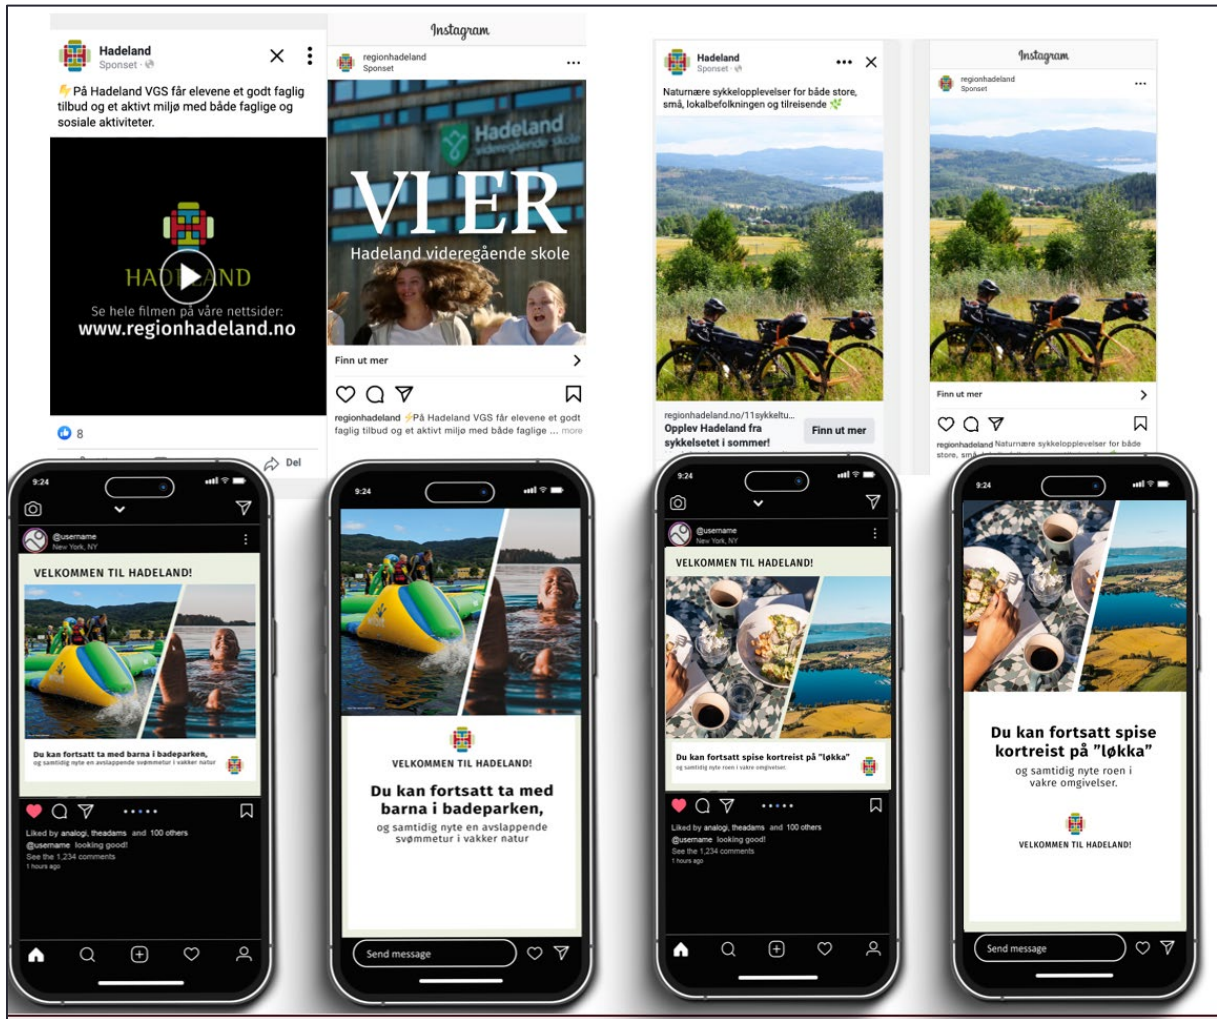 Hadeland
Sponset
⚡På Hadeland VGS får elevene et godt faglig
tilbud og et aktivt miljø med både faglige og
sosiale aktiviteter.
HADELAND
Se hele filmen på våre nettsider:
www.regionhadeland.no
8
Del
Instagram
regionhadeland
Sponset
Hadeland
videregående skole
VI ER
Hadeland videregående skole
Finn ut mer
regionhadeland ⚡På Hadeland VGS får elevene et godt
faglig tilbud og et aktivt miljø med både faglige ... more
Hadeland
Sponset
Naturnære sykkelopplevelser for både store,
små, lokalbefolkningen og tilreisende 🌿
regionhadeland.no/11sykkeltu...
Opplev Hadeland fra
sykkelsetet i sommer!
Finn ut mer
Instagram
regionhadeland
Sponset
Finn ut mer
regionhadeland Naturnære sykkelopplevelser for både
9:24
@username
New York, NY
VELKOMMEN TIL HADELAND!
Du kan fortsatt ta med barna i badeparken,
og samtidig nyte en avslappende svømmetur i vakker natur
Liked by analogi, theadams and 100 others
@username looking good!
See the 1,234 comments
1 hours ago
9:24
VELKOMMEN TIL HADELAND!
Du kan fortsatt ta med
barna i badeparken,
og samtidig nyte en avslappende
svømmetur i vakker natur
Send message
9:24
@username
New York, NY
VELKOMMEN TIL HADELAND!
Du kan fortsatt spise kortreist på ”løkka”
og samtidig nyte roen i vakre omgivelser.
Liked by analogi, theadams and 100 others
@username looking good!
See the 1,234 comments
1 hours ago
9:24
Du kan fortsatt spise
kortreist på ”løkka”
og samtidig nyte roen i
vakre omgivelser.
VELKOMMEN TIL HADELAND!
Send message